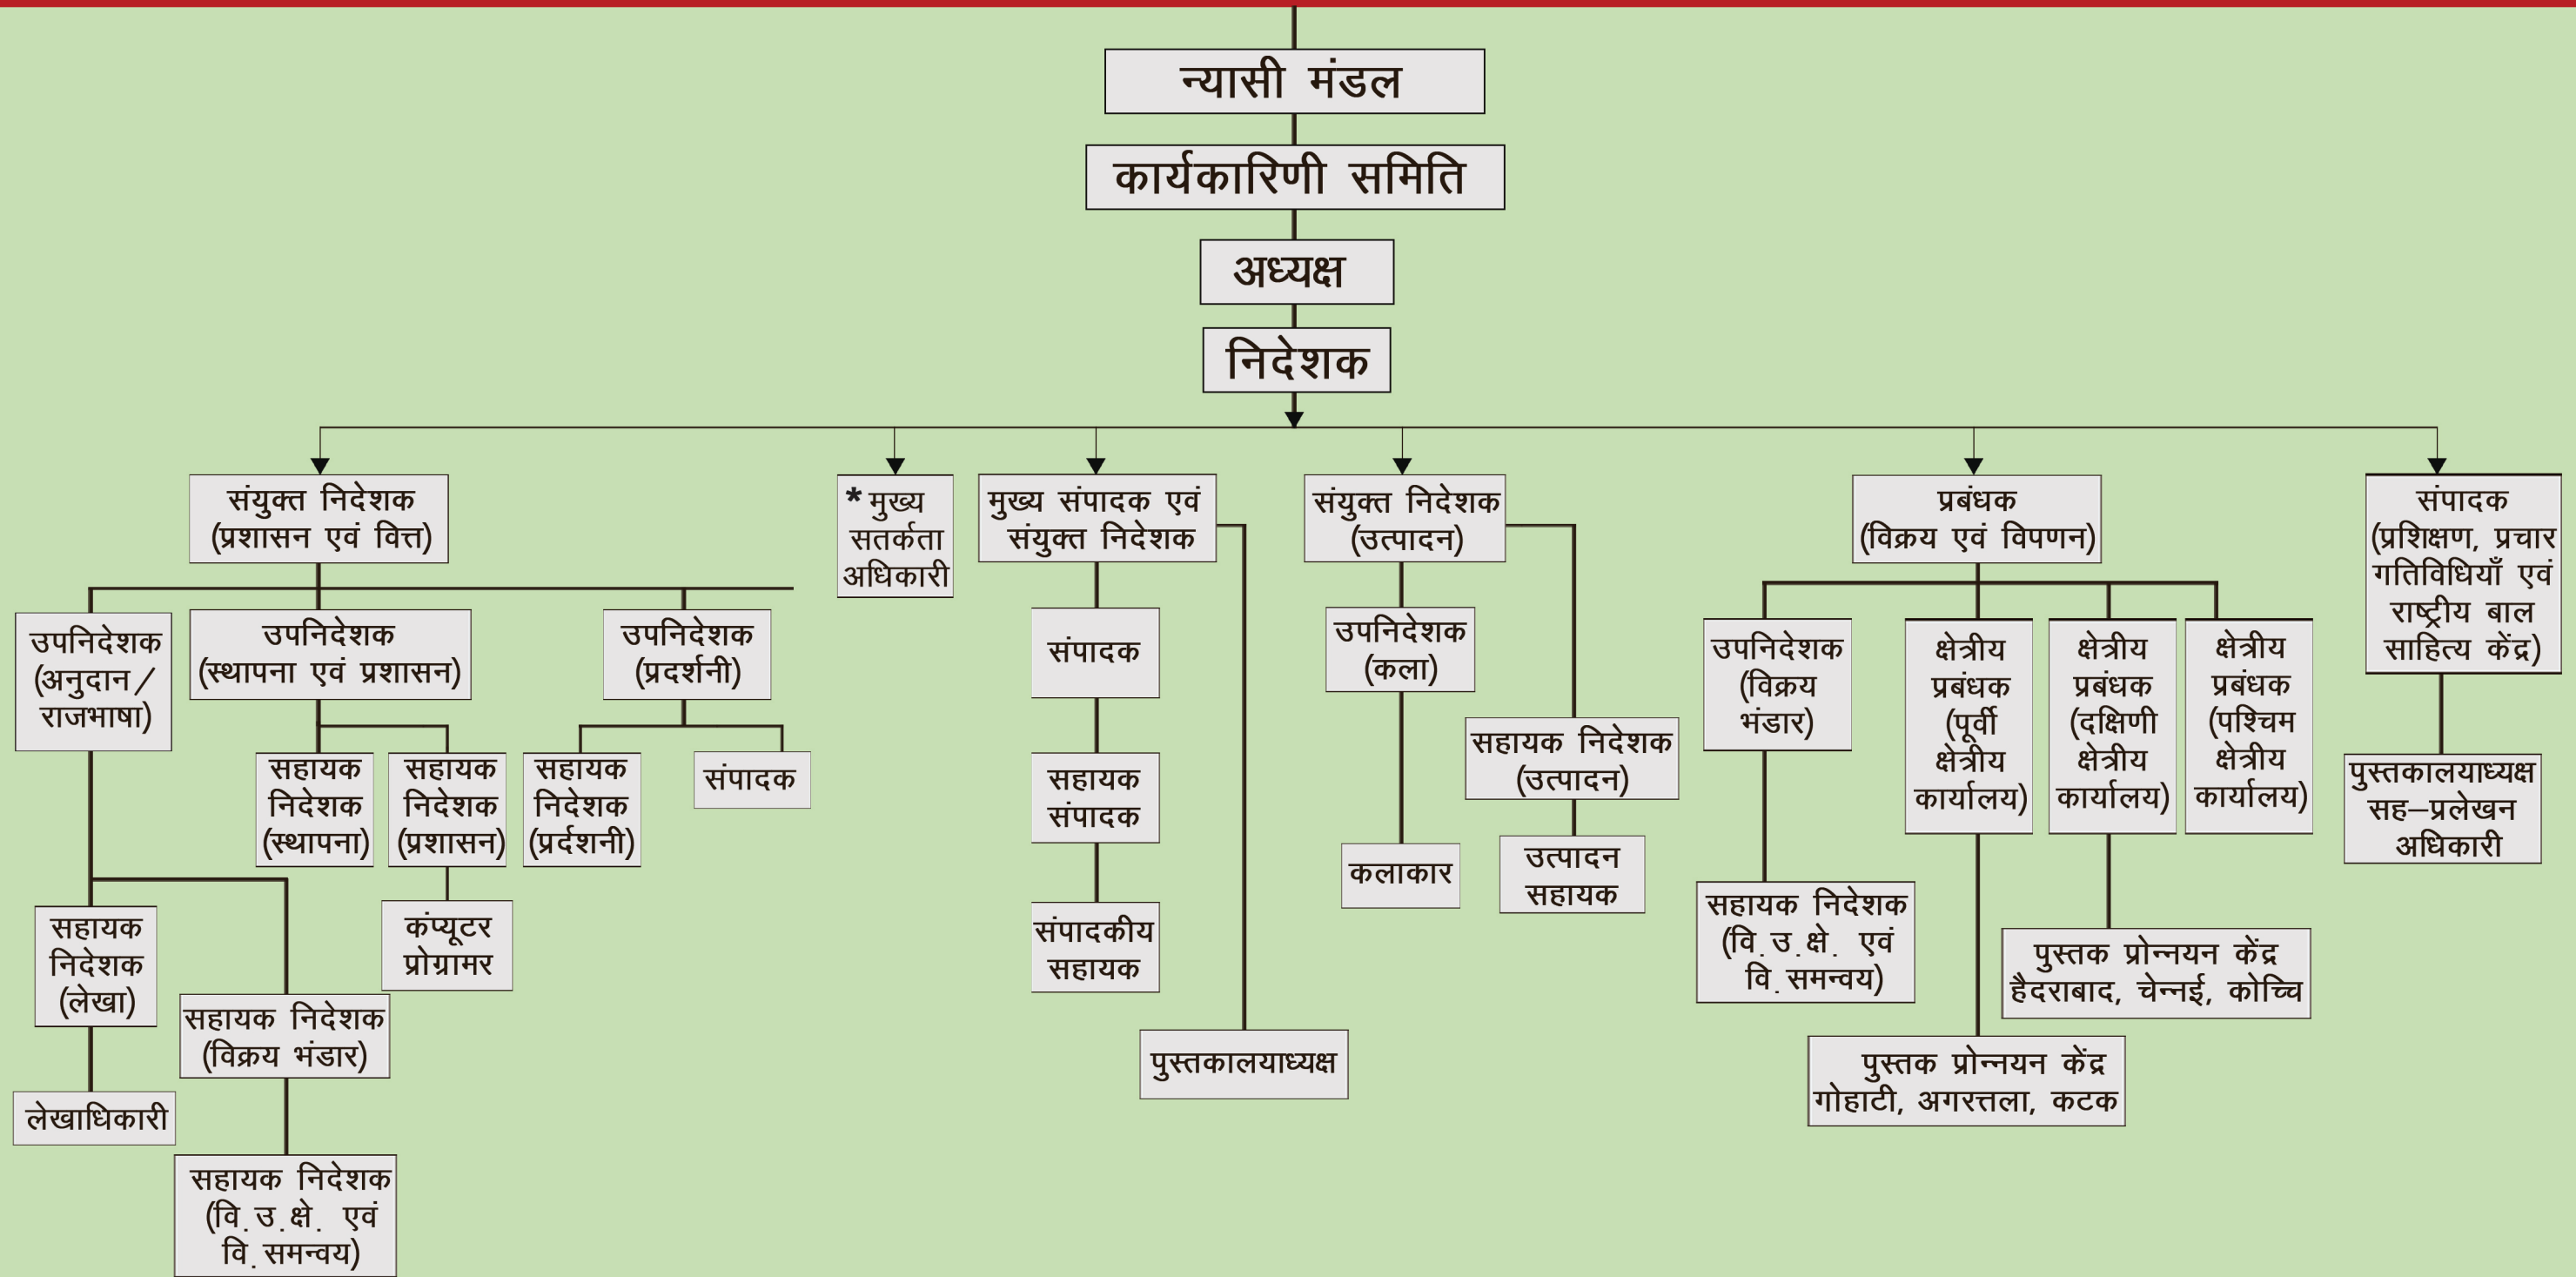 न्यासी मंडल
कार्यकारिणी समिति
अध्यक्ष
निदेशक
संयुक्त निदेशक
(प्रशासन एवं वित्त)
* मुख्य
सतर्कता
अधिकारी
मुख्य संपादक एवं
संयुक्त निदेशक
संयुक्त निदेशक
(उत्पादन)
प्रबंधक
(विक्रय एवं विपणन)
संपादक
(प्रशिक्षण, प्रचार
गतिविधियाँ एवं
राष्ट्रीय बाल
साहित्य केंद्र)
उपनिदेशक
(अनुदान/
राजभाषा)
उपनिदेशक
(स्थापना एवं प्रशासन)
उपनिदेशक
(प्रदर्शनी)
संपादक
उपनिदेशक
(कला)
उपनिदेशक
(विक्रय
भंडार)
क्षेत्रीय
प्रबंधक
(पूर्वी
क्षेत्रीय
कार्यालय)
क्षेत्रीय
प्रबंधक
(दक्षिणी
क्षेत्रीय
कार्यालय)
क्षेत्रीय
प्रबंधक
(पश्चिम
क्षेत्रीय
कार्यालय)
सहायक
निदेशक
(स्थापना)
सहायक
निदेशक
(प्रशासन)
सहायक
निदेशक
(प्रर्दशनी)
संपादक
सहायक
संपादक
सहायक निदेशक
(उत्पादन)
पुस्तकालयाध्यक्ष
सह–प्रलेखन
अधिकारी
कलाकार
उत्पादन
सहायक
सहायक
निदेशक
(लेखा)
कंप्यूटर
प्रोग्रामर
संपादकीय
सहायक
सहायक निदेशक
(वि.उ.क्षे. एवं
वि.समन्वय)
पुस्तक प्रोन्नयन केंद्र
हैदराबाद, चेन्नई, कोच्चि
सहायक निदेशक
(विक्रय भंडार)
पुस्तकालयाध्यक्ष
पुस्तक प्रोन्नयन केंद्र
गोहाटी, अगरत्तला, कटक
लेखाधिकारी
सहायक निदेशक
(वि.उ.क्षे. एवं
वि.समन्वय)